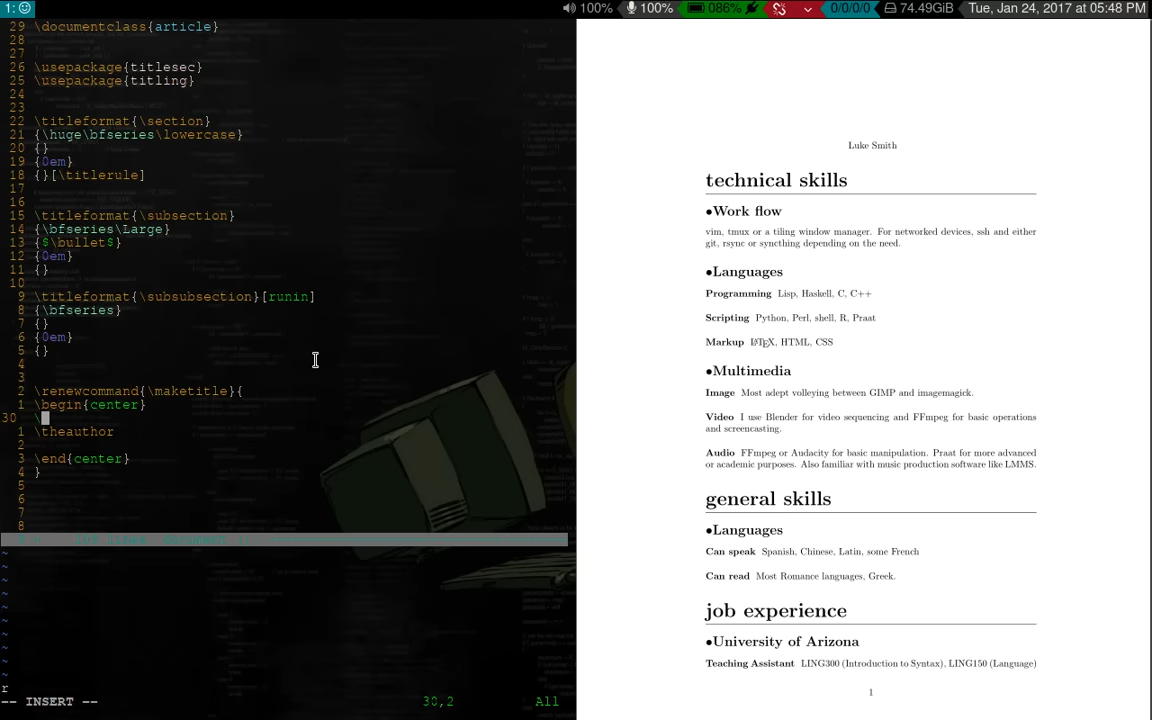 1:
100%
100%
086%
0/0/0/0
74.49GiB
Tue, Jan 24, 2017 at 05:48 PM
29 \documentclass{article}
28
27
26 \usepackage{titlesec}
25 \usepackage{titling}
24
23
22 \titleformat{\section}
21 {\huge\bfseries\lowercase}
20 {}
19 {0em}
18 {}[\titlerule]
17
16
15 \titleformat{\subsection}
14 {\bfseries\Large}
13 {$\bullet$}
12 {0em}
11 {}
10
9 \titleformat{\subsubsection}[runin]
8 {\bfseries}
7 {}
6 {0em}
5 {}
4
3
2 \renewcommand{\maketitle}{
1 \begin{center}
30 \
1 \theauthor
2
3 \end{center}
4 }
5
6
7
8
~
~
~
~
~
~
~
~
~
~
r
-- INSERT --
30,2
All
Luke Smith
technical skills
•Work flow
vim, tmux or a tiling window manager. For networked devices, ssh and either
git, rsync or syncthing depending on the need.
•Languages
Programming Lisp, Haskell, C, C++
Scripting Python, Perl, shell, R, Praat
Markup LATEX, HTML, CSS
•Multimedia
Image Most adept volleying between GIMP and imagemagick.
Video I use Blender for video sequencing and FFmpeg for basic operations
and screencasting.
Audio FFmpeg or Audacity for basic manipulation. Praat for more advanced
or academic purposes. Also familiar with music production software like LMMS.
general skills
•Languages
Can speak Spanish, Chinese, Latin, some French
Can read Most Romance languages, Greek.
job experience
•University of Arizona
Teaching Assistant LING300 (Introduction to Syntax), LING150 (Language)
1